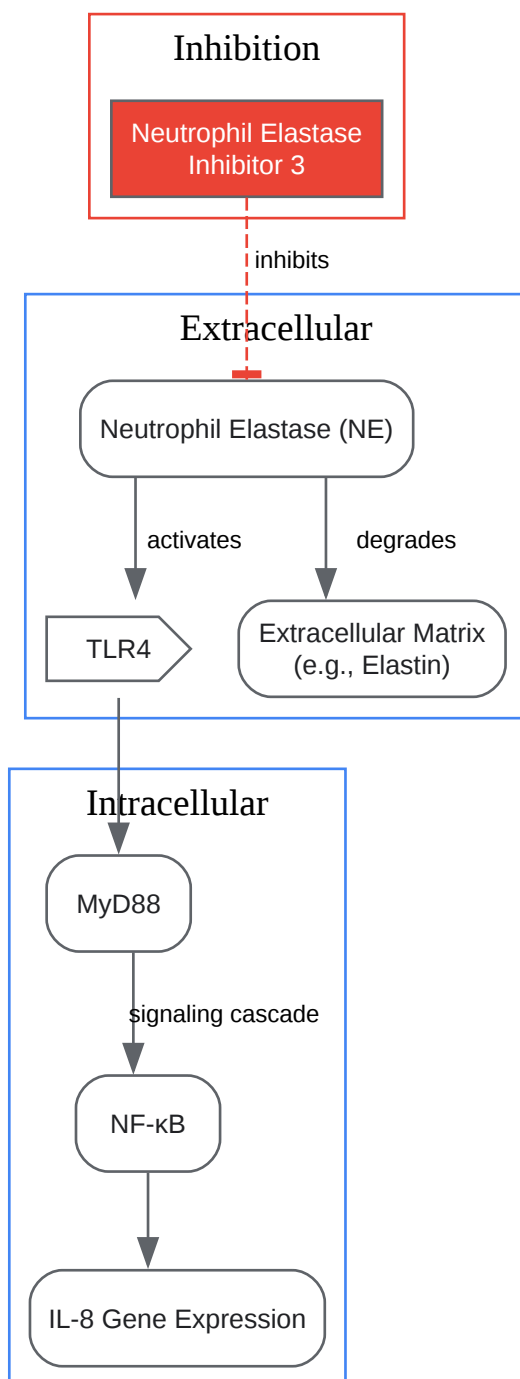 Inhibition
Neutrophil Elastase
Inhibitor 3
inhibits
Extracellular
Neutrophil Elastase (NE)
activates
degrades
TLR4
Extracellular Matrix
(e.g., Elastin)
Intracellular
MyD88
signaling cascade
NF-κB
IL-8 Gene Expression